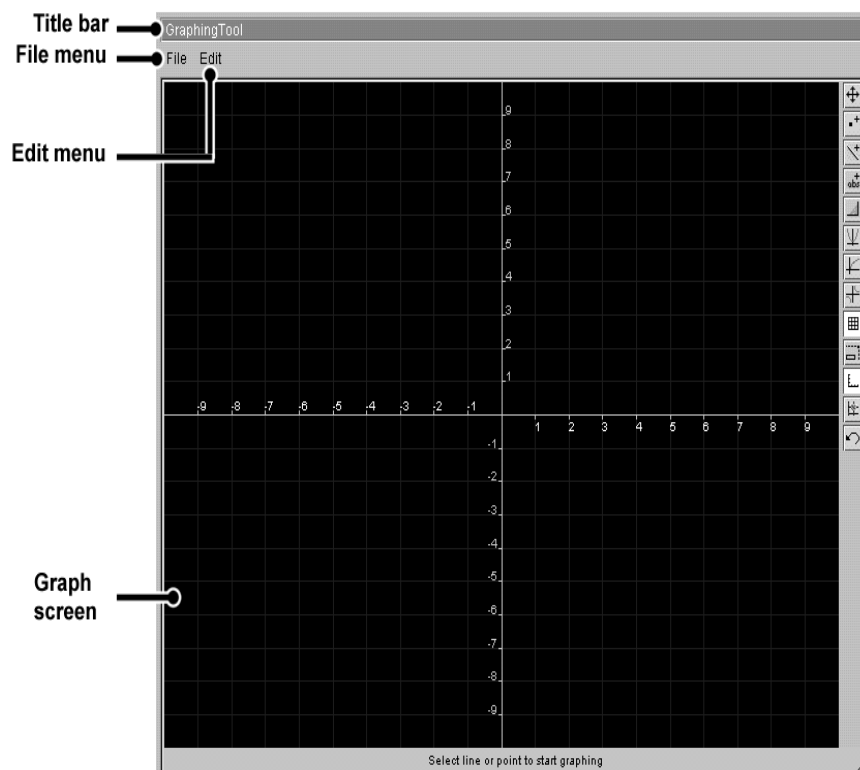 Title bar
GraphingTool
File menu
File Edit
Edit menu
9
8
7
6
5
4
3
2
1
-9 -8 -7 -6 -5 -4 -3 -2 -1
1 2 3 4 5 6 7 8 9
-1
-2
-3
-4
-5
-6
-7
-8
-9
Graph
screen
abs
Select line or point to start graphing